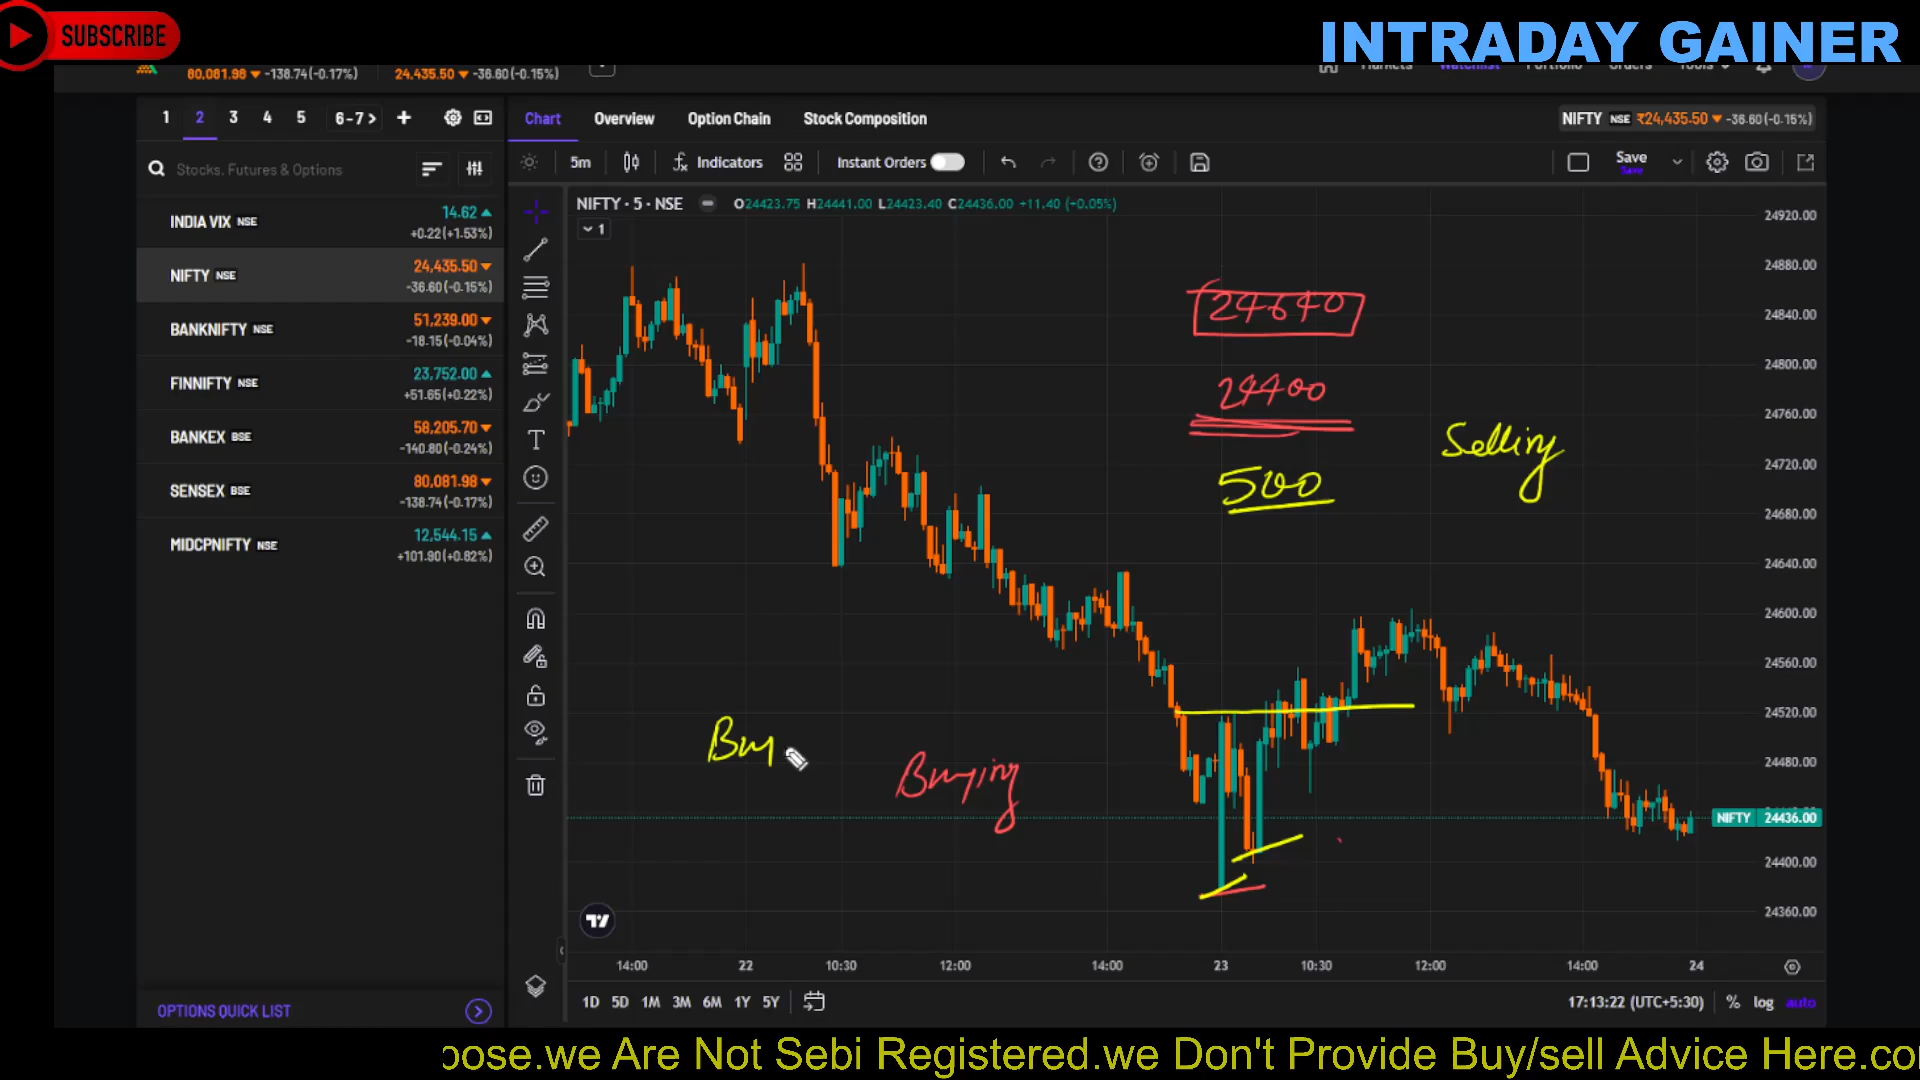 SUBSCRIBE
INTRADAY GAINER
80,081.98 -138.74(-0.17%) 24,435.50 -36.60(-0.15%)
Markets Watchlist Portfolio Orders Tools
1 2 3 4 5 6-7 > +
Chart Overview Option Chain Stock Composition
NIFTY NSE ₹24,435.50 -36.60(-0.15%)
Stocks, Futures & Options
5m Indicators Instant Orders Save
Save
INDIA VIX NSE 14.62
+0.22(+1.53%)
NIFTY NSE 24,435.50
-36.60(-0.15%)
BANKNIFTY NSE 51,239.00
-18.15(-0.04%)
FINNIFTY NSE 23,752.00
+51.65(+0.22%)
BANKEX BSE 58,205.70
-140.80(-0.24%)
SENSEX BSE 80,081.98
-138.74(-0.17%)
MIDCPNIFTY NSE 12,544.15
+101.90(+0.82%)
NIFTY · 5 · NSE O24423.75 H24441.00 L24423.40 C24436.00 +11.40 (+0.05%)
1
24640
24400
500
Selling
Buy
Buying
24920.00
24880.00
24840.00
24800.00
24760.00
24720.00
24680.00
24640.00
24600.00
24560.00
24520.00
24480.00
NIFTY 24436.00
24400.00
24360.00
14:00 22 10:30 12:00 14:00 23 10:30 12:00 14:00 24
OPTIONS QUICK LIST
1D 5D 1M 3M 6M 1Y 5Y
17:13:22 (UTC+5:30) % log auto
pose.we Are Not Sebi Registered.we Don't Provide Buy/sell Advice Here.co